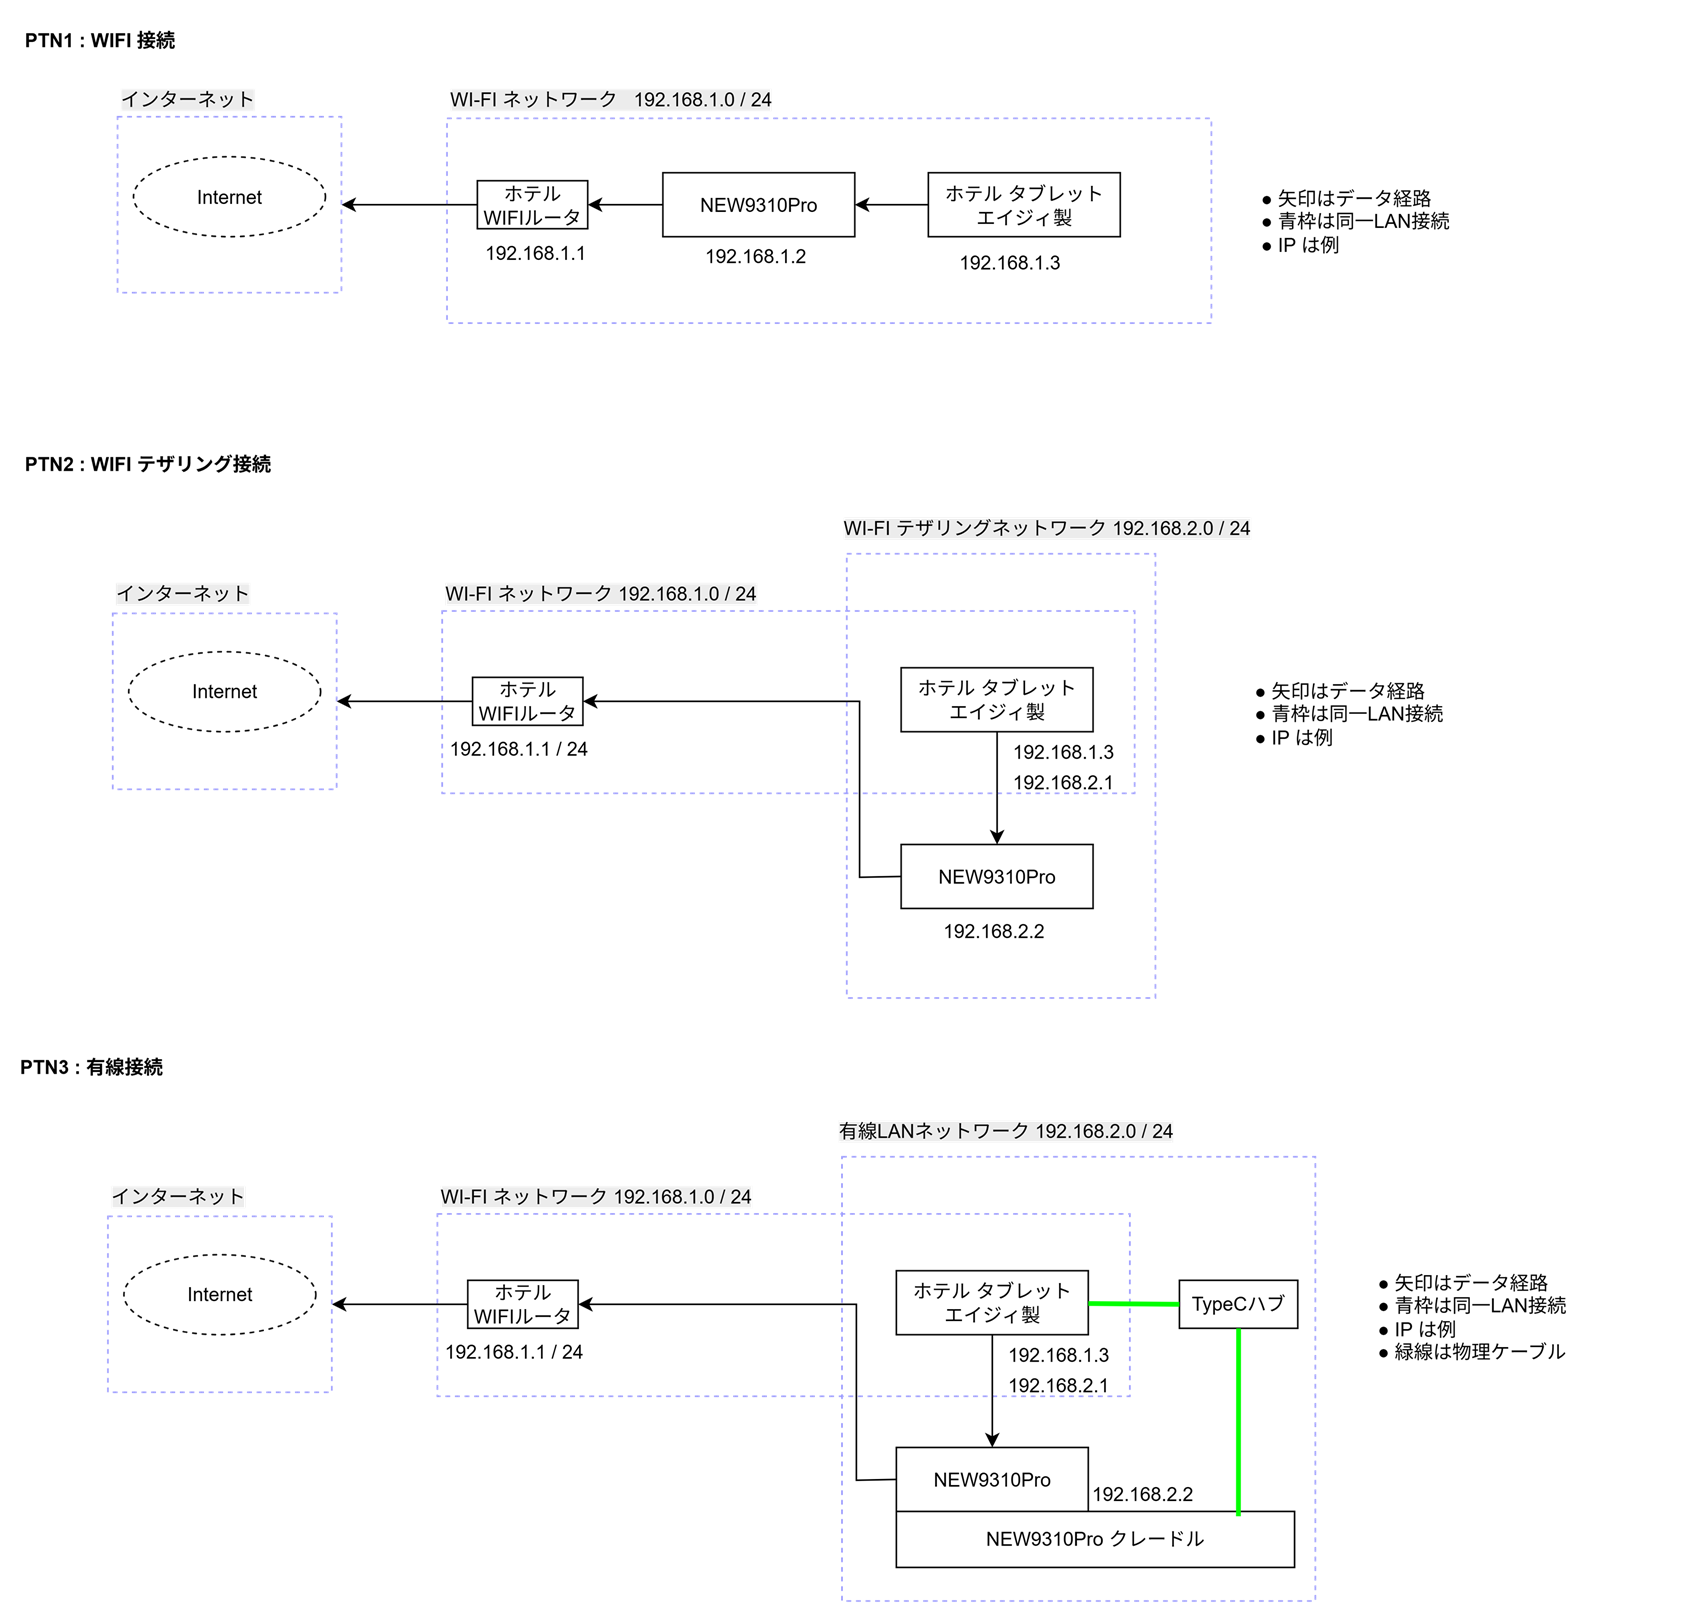 PTN1 : WIFI 接続
インターネット
WI-FI ネットワーク　192.168.1.0 / 24
Internet
ホテル
WIFIルータ
192.168.1.1
NEW9310Pro
192.168.1.2
ホテル タブレット
エイジィ製
192.168.1.3
● 矢印はデータ経路
● 青枠は同一LAN接続
● IP は例
PTN2 : WIFI テザリング接続
WI-FI テザリングネットワーク 192.168.2.0 / 24
インターネット
WI-FI ネットワーク 192.168.1.0 / 24
Internet
ホテル
WIFIルータ
192.168.1.1 / 24
ホテル タブレット
エイジィ製
192.168.1.3
192.168.2.1
NEW9310Pro
192.168.2.2
● 矢印はデータ経路
● 青枠は同一LAN接続
● IP は例
PTN3 : 有線接続
有線LANネットワーク 192.168.2.0 / 24
インターネット
WI-FI ネットワーク 192.168.1.0 / 24
Internet
ホテル
WIFIルータ
192.168.1.1 / 24
ホテル タブレット
エイジィ製
192.168.1.3
192.168.2.1
TypeCハブ
NEW9310Pro
192.168.2.2
NEW9310Pro クレードル
● 矢印はデータ経路
● 青枠は同一LAN接続
● IP は例
● 緑線は物理ケーブル